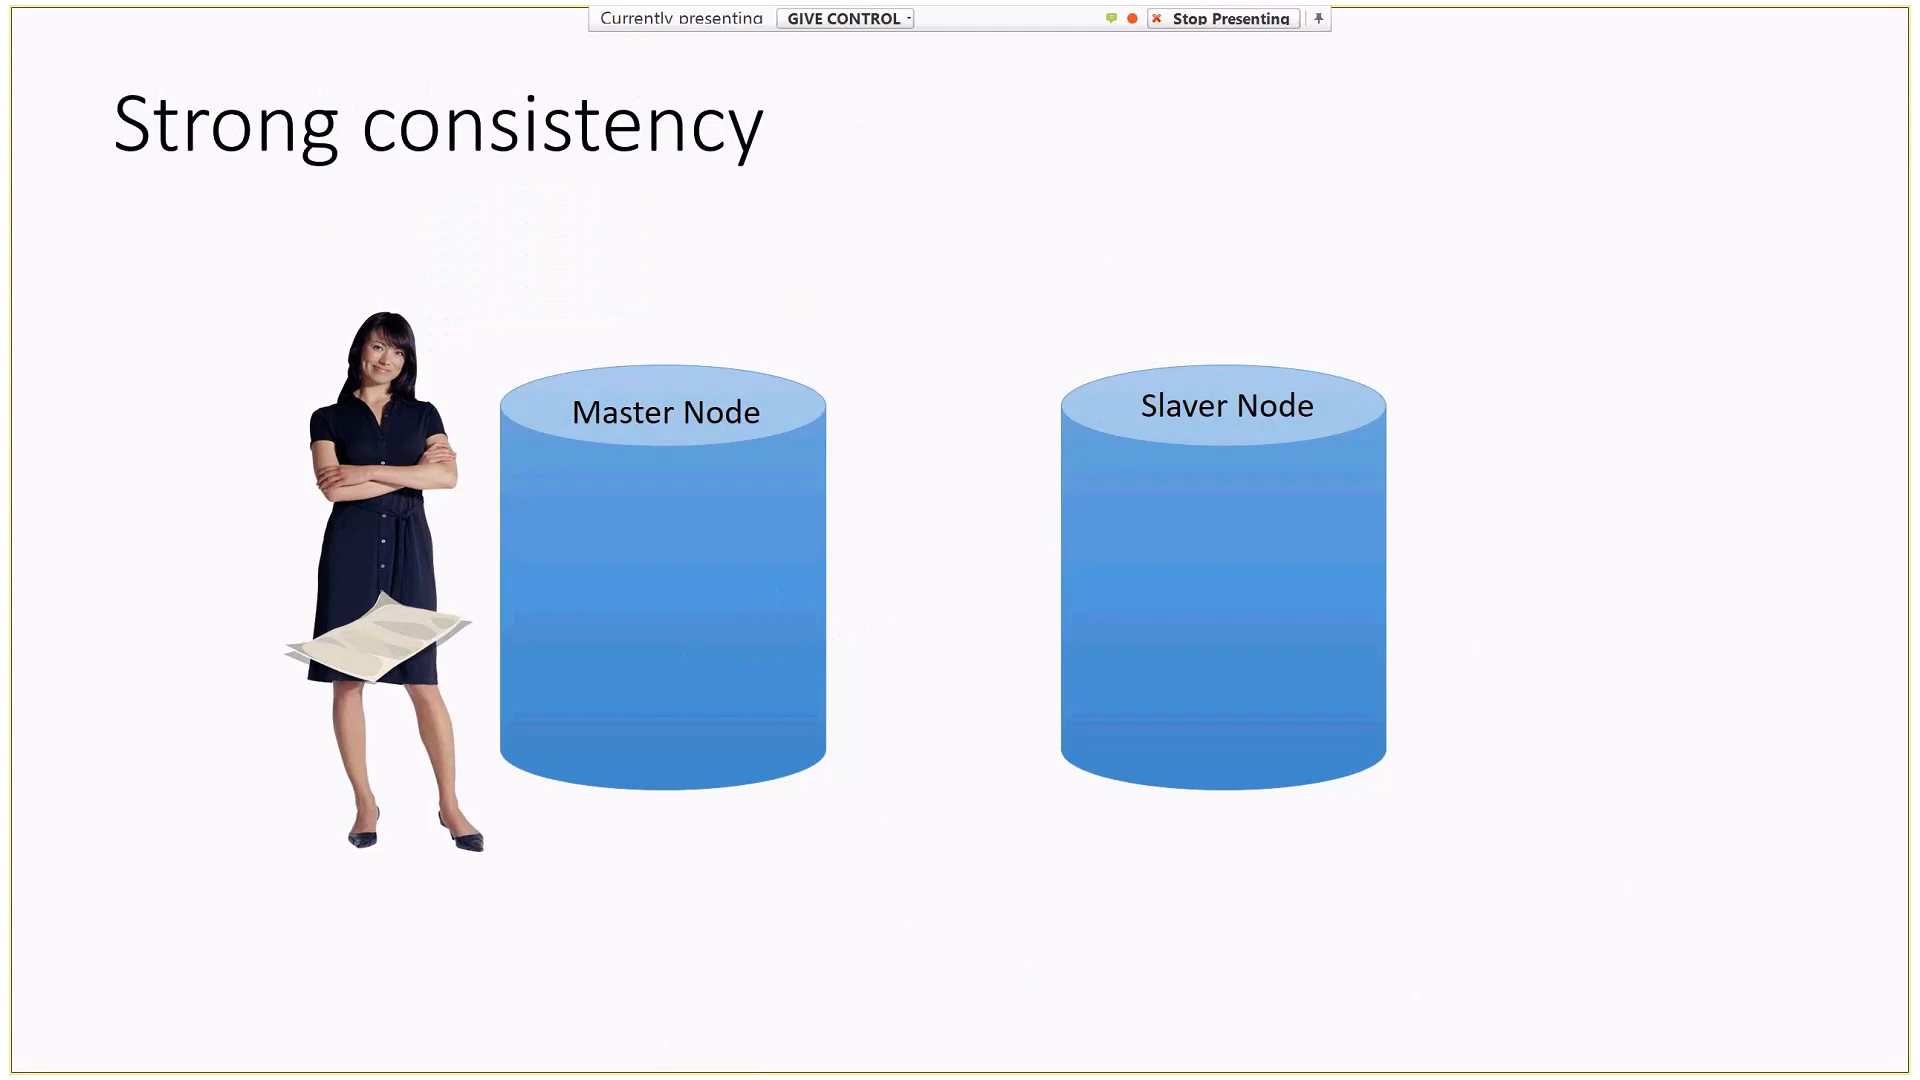 Currently presenting GIVE CONTROL Stop Presenting
Strong consistency
Master Node
Slaver Node